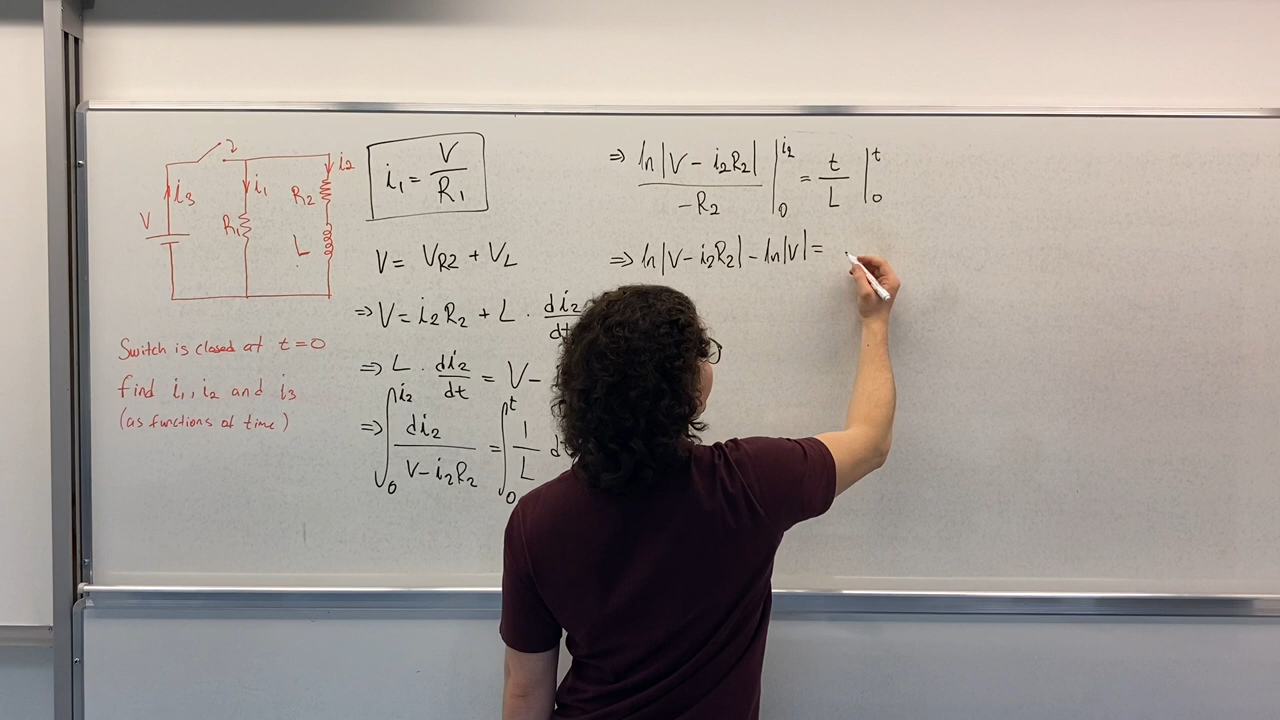 V
i3
i1
R1
i2
R2
L
Switch is closed at t=0
find i1, i2 and i3
(as functions of time)
i1 = V/R1
V = VR2 + VL
⇒ V = i2R2 + L · di2/dt
⇒ L · di2/dt = V −
⇒ ∫0^i2 di2/(V − i2R2) = ∫0^t 1/L d
⇒ ln|V − i2R2|/−R2 |0^i2 = t/L |0^t
⇒ ln|V − i2R2| − ln|V| =